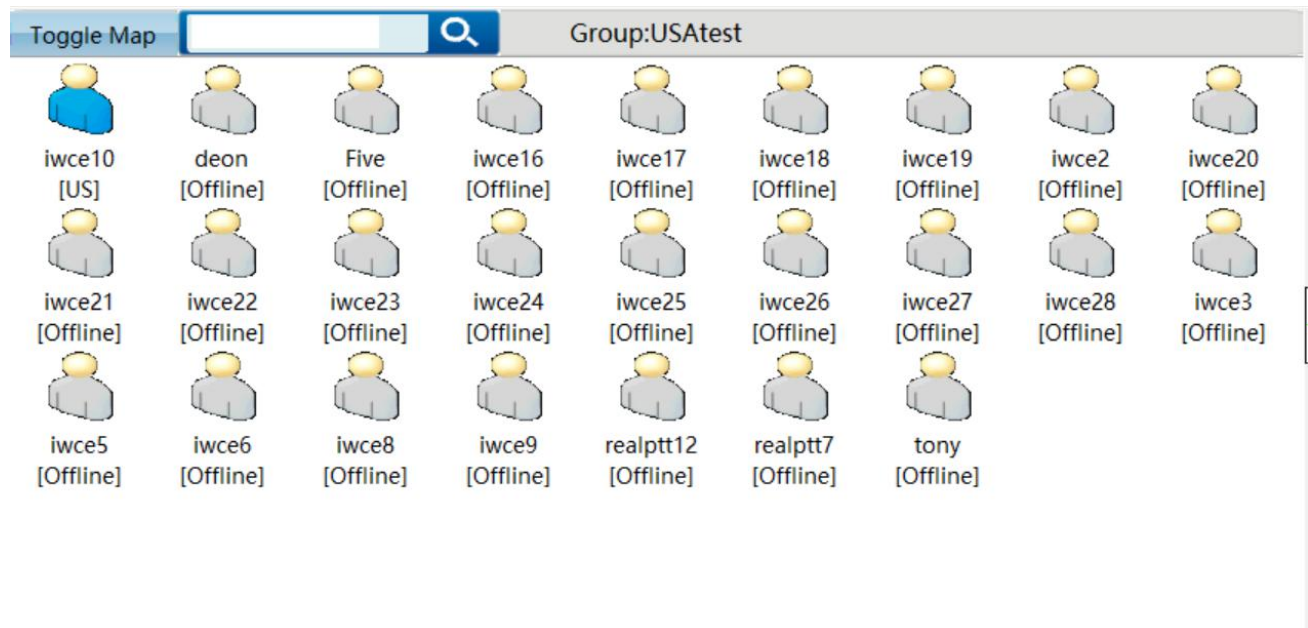 Toggle Map Group:USAtest
iwce10 deon Five iwce16 iwce17 iwce18 iwce19 iwce2 iwce20
[US] [Offline] [Offline] [Offline] [Offline] [Offline] [Offline] [Offline] [Offline]
iwce21 iwce22 iwce23 iwce24 iwce25 iwce26 iwce27 iwce28 iwce3
[Offline] [Offline] [Offline] [Offline] [Offline] [Offline] [Offline] [Offline] [Offline]
iwce5 iwce6 iwce8 iwce9 realptt12 realptt7 tony
[Offline] [Offline] [Offline] [Offline] [Offline] [Offline] [Offline]